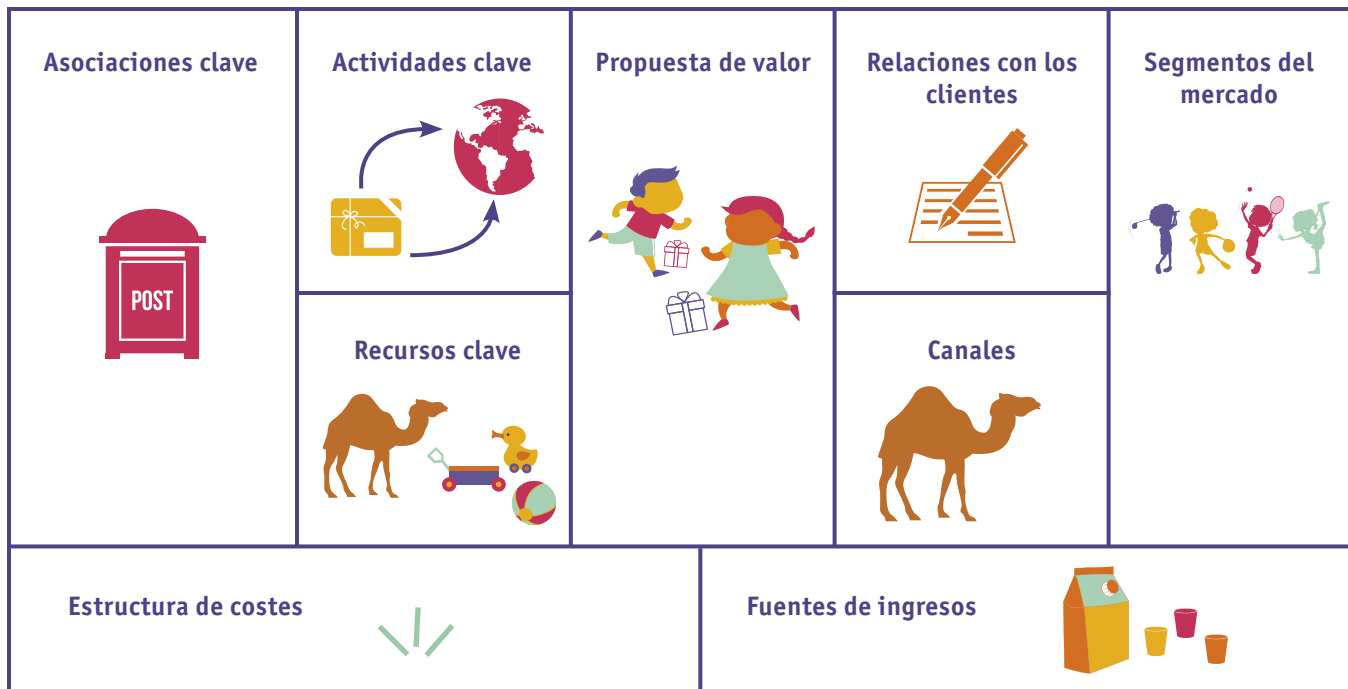 Asociaciones clave
POST
Actividades clave
Recursos clave
Propuesta de valor
Relaciones con los
clientes
Canales
Segmentos del
mercado
Estructura de costes
Fuentes de ingresos